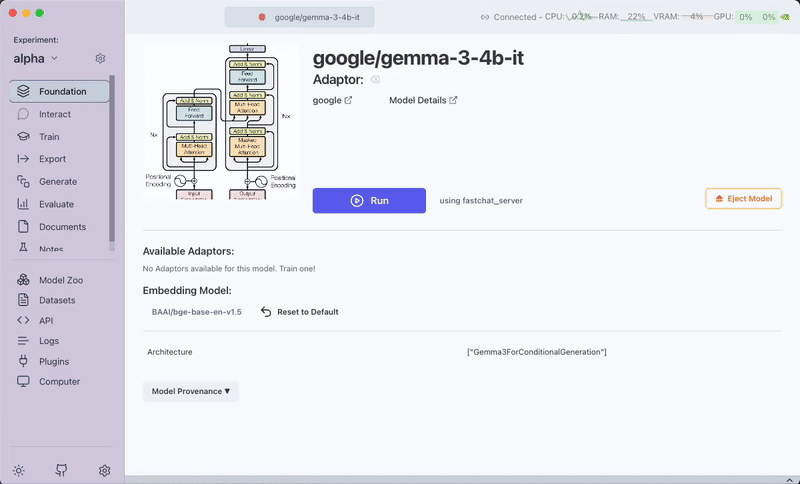 google/gemma-3-4b-it
Connected - CPU: 0.2% RAM: 22% VRAM: 4% GPU: 0% 0%
Experiment:
alpha
Foundation
Interact
Train
Export
Generate
Evaluate
Documents
Notes
Model Zoo
Datasets
API
Logs
Plugins
Computer
Linear
Add & Norm
Feed
Forward
Add & Norm
Multi-Head
Attention
Add & Norm
Masked
Multi-Head
Attention
Nx
Add & Norm
Feed
Forward
Add & Norm
Multi-Head
Attention
Nx
Positional
Encoding
Positional
Encoding
Input
Output
google/gemma-3-4b-it
Adaptor:
google
Model Details
Run
using fastchat_server
Eject Model
Available Adaptors:
No Adaptors available for this model. Train one!
Embedding Model:
BAAI/bge-base-en-v1.5
Reset to Default
Architecture
["Gemma3ForConditionalGeneration"]
Model Provenance ▼